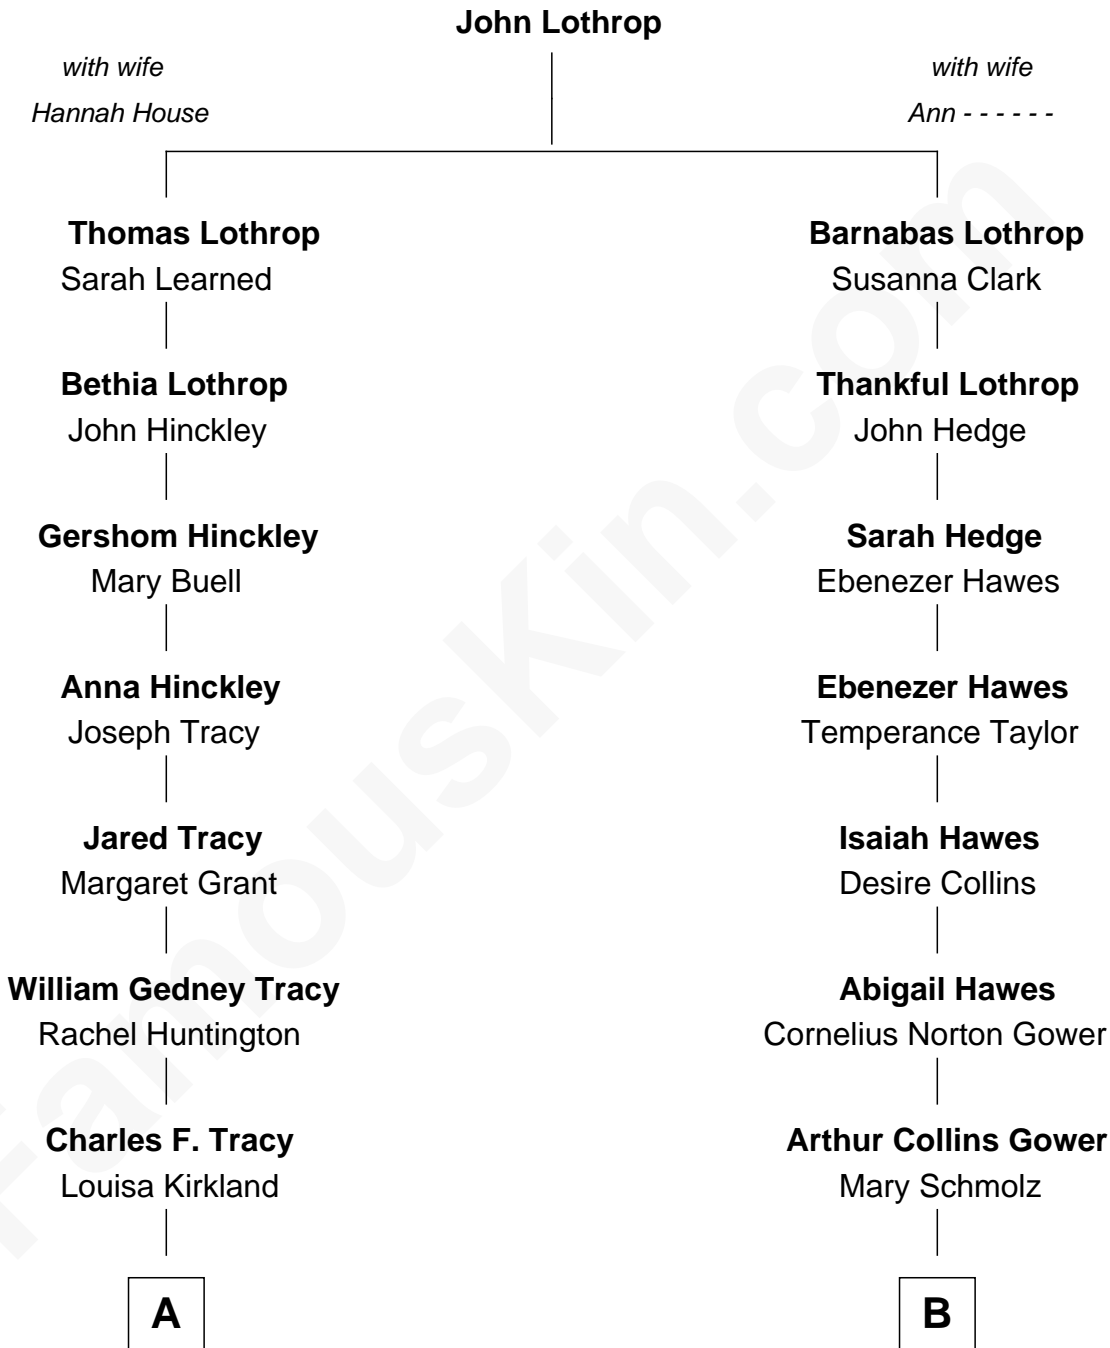 John Lothrop
with wife
with wife
Hannah House
Ann - - - - - -
Thomas Lothrop
Barnabas Lothrop
Sarah Learned
Susanna Clark
Bethia Lothrop
Thankful Lothrop
John Hinckley
John Hedge
Gershom Hinckley
Sarah Hedge
Mary Buell
Ebenezer Hawes
Anna Hinckley
Ebenezer Hawes
Joseph Tracy
Temperance Taylor
Jared Tracy
Isaiah Hawes
Margaret Grant
Desire Collins
William Gedney Tracy
Abigail Hawes
Rachel Huntington
Cornelius Norton Gower
Charles F. Tracy
Arthur Collins Gower
Louisa Kirkland
Mary Schmolz
A
B
FamousKin.com